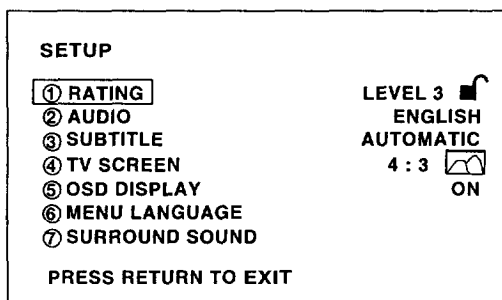 SETUP
① RATING LEVEL 3
② AUDIO ENGLISH
③ SUBTITLE AUTOMATIC
④ TV SCREEN 4 : 3
⑤ OSD DISPLAY ON
⑥ MENU LANGUAGE
⑦ SURROUND SOUND
PRESS RETURN TO EXIT